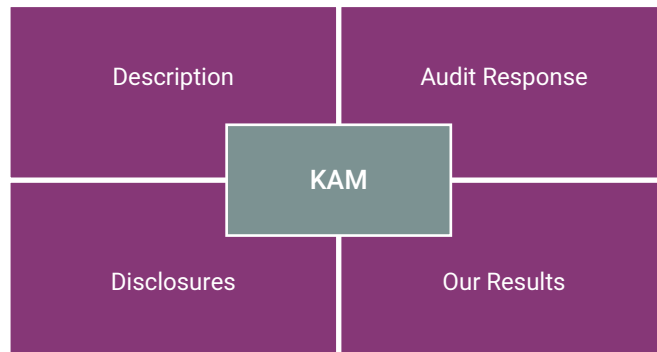 Description
Audit Response
KAM
Disclosures
Our Results